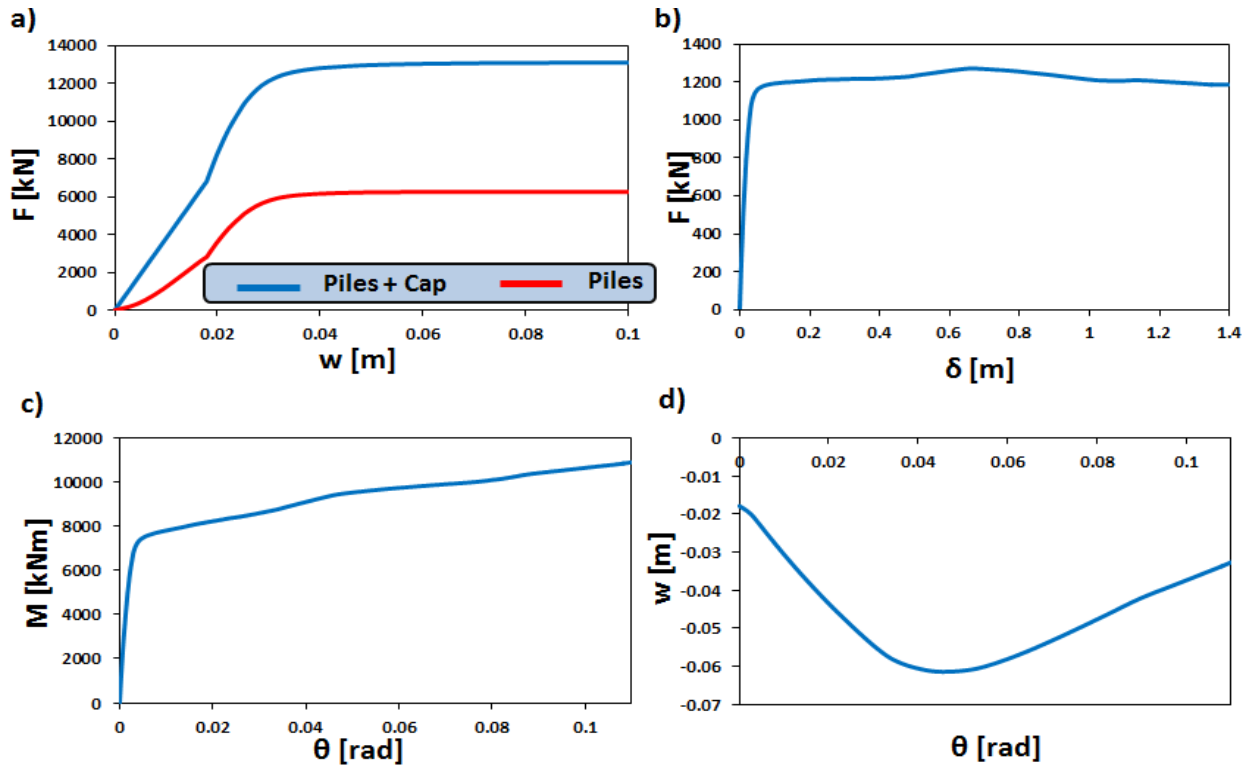 a)
14000
12000
10000
8000
6000
4000
2000
0
F [kN]
0 0.02 0.04 0.06 0.08 0.1
w [m]
Piles + Cap Piles
b)
1400
1200
1000
800
600
400
200
0
F [kN]
0 0.2 0.4 0.6 0.8 1 1.2 1.4
δ [m]
c)
12000
10000
8000
6000
4000
2000
0
M [kNm]
0 0.02 0.04 0.06 0.08 0.1
θ [rad]
d)
0
-0.01
-0.02
-0.03
-0.04
-0.05
-0.06
-0.07
w [m]
0 0.02 0.04 0.06 0.08 0.1
θ [rad]